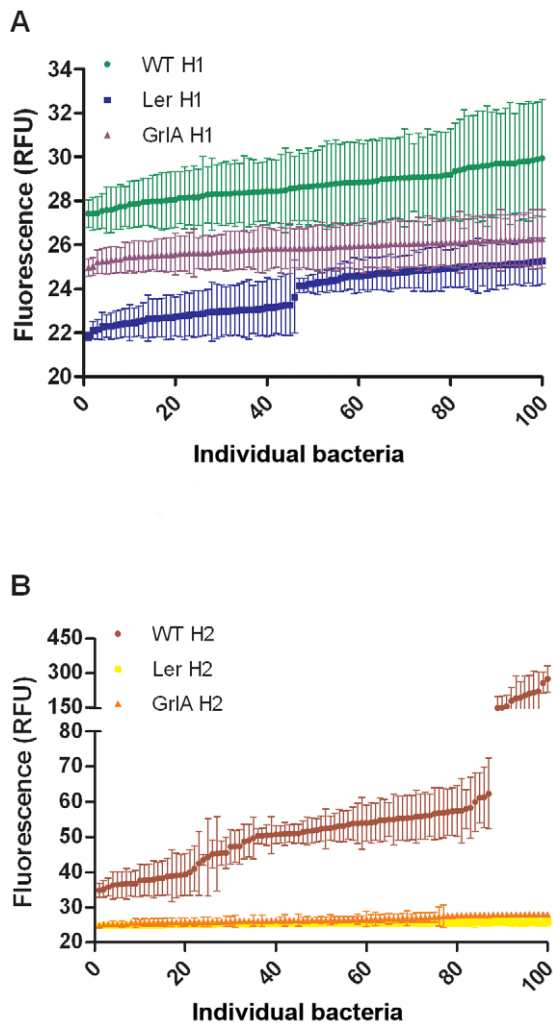 A
WT H1
Ler H1
GrlA H1
Fluorescence (RFU)
34
32
30
28
26
24
22
20
0
20
40
60
80
100
Individual bacteria
B
WT H2
Ler H2
GrlA H2
Fluorescence (RFU)
450
300
150
80
70
60
50
40
30
20
0
20
40
60
80
100
Individual bacteria